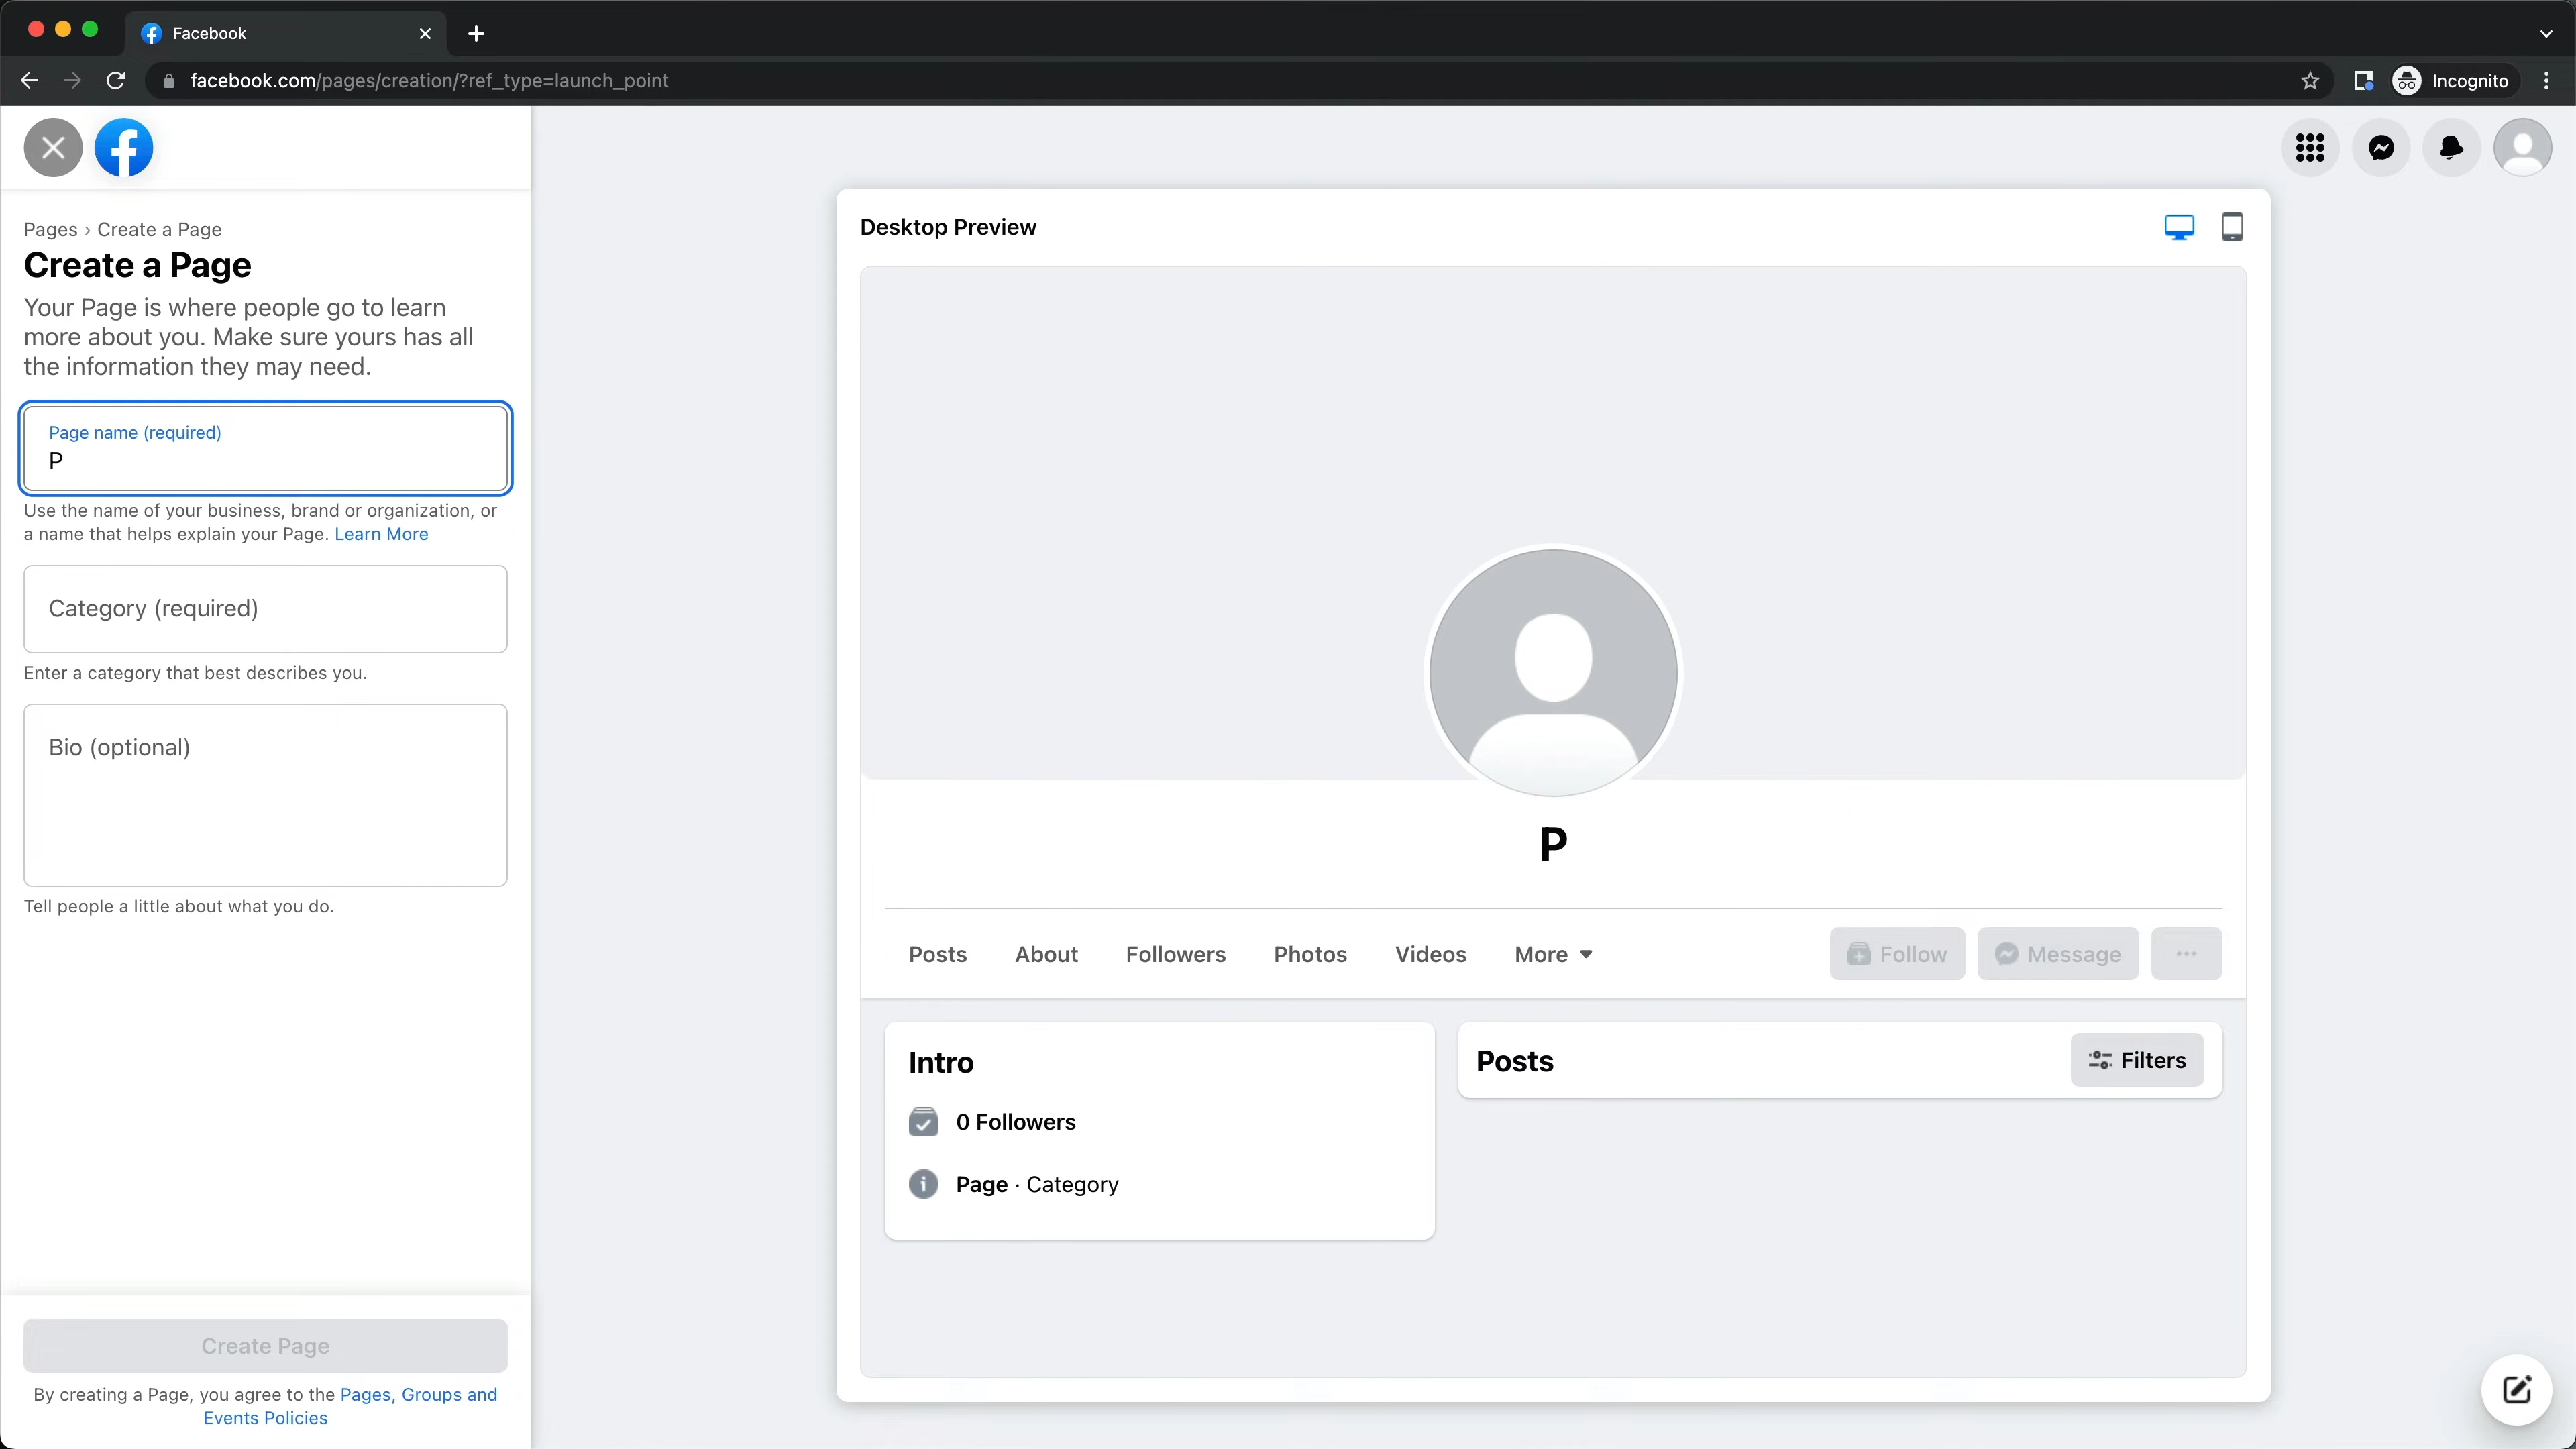 Facebook
facebook.com/pages/creation/?ref_type=launch_point
Incognito
Pages › Create a Page
Create a Page
Your Page is where people go to learn
more about you. Make sure yours has all
the information they may need.
Page name (required)
P
Use the name of your business, brand or organization, or
a name that helps explain your Page. Learn More
Category (required)
Enter a category that best describes you.
Bio (optional)
Tell people a little about what you do.
Create Page
By creating a Page, you agree to the Pages, Groups and
Events Policies
Desktop Preview
P
Posts About Followers Photos Videos More Follow Message
Intro
0 Followers
Page · Category
Posts
Filters